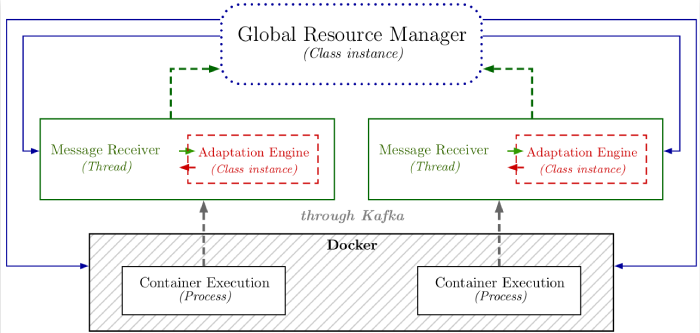 Global Resource Manager
(Class instance)
Message Receiver
(Thread)
Adaptation Engine
(Class instance)
Message Receiver
(Thread)
Adaptation Engine
(Class instance)
through Kafka
Docker
Container Execution
(Process)
Container Execution
(Process)